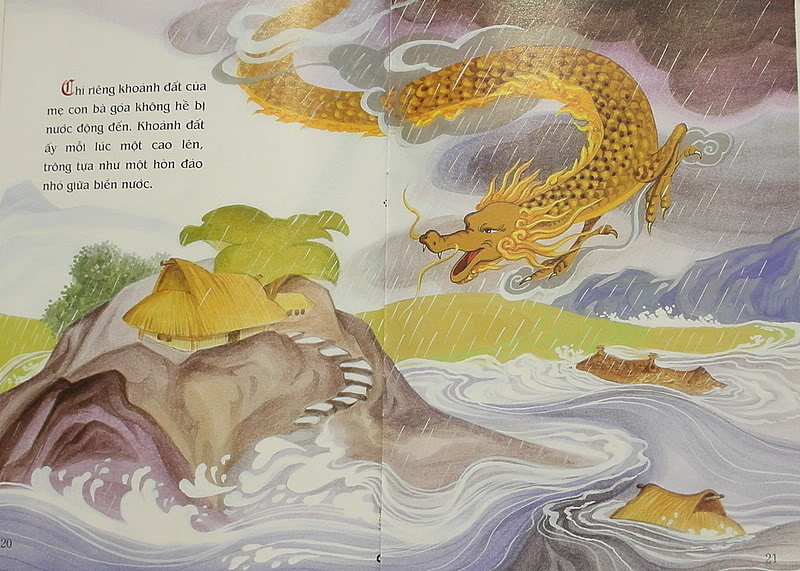 Chỉ riêng khoảnh đất của
mẹ con bà góa không hề bị
nước động đến. Khoảnh đất
ấy mỗi lúc một cao lên,
trông tựa như một hòn đảo
nhỏ giữa biển nước.
20
21